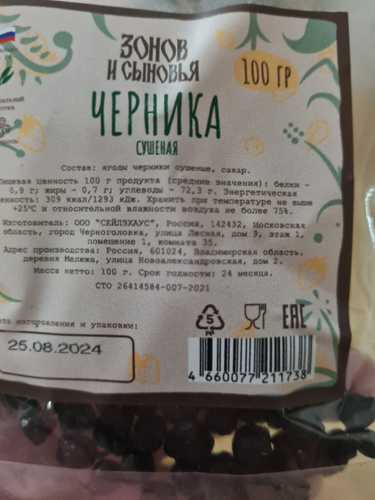 ЗОНОВ
И СЫНОВЬЯ
100 ГР
ЧЕРНИКА
СУШЕНАЯ
Состав: ягоды черники сушеные, сахар.
Пищевая ценность 100 г продукта (средние значения): белки -
0,9 г; жиры - 0,7 г; углеводы - 72,3 г. Энергетическая
ценность: 309 ккал/1293 кДж. Хранить при температуре не выше
+25°С и относительной влажности воздуха не более 75%.
Изготовитель: ООО "СЕЙЛЗХАУС", Россия, 142432, Московская
область, город Черноголовка, улица Лесная, дом 9, этаж 1,
помещение 1, комната 35.
Адрес производства: Россия, 601024, Владимирская область,
деревня Мележа, улица Новоалександровская, дом 2.
Масса нетто: 100 г. Срок годности: 24 месяца.
СТО 26414584-007-2021
та изготовления и упаковки:
25.08.2024
5
PP
EAC
4 660077 211738